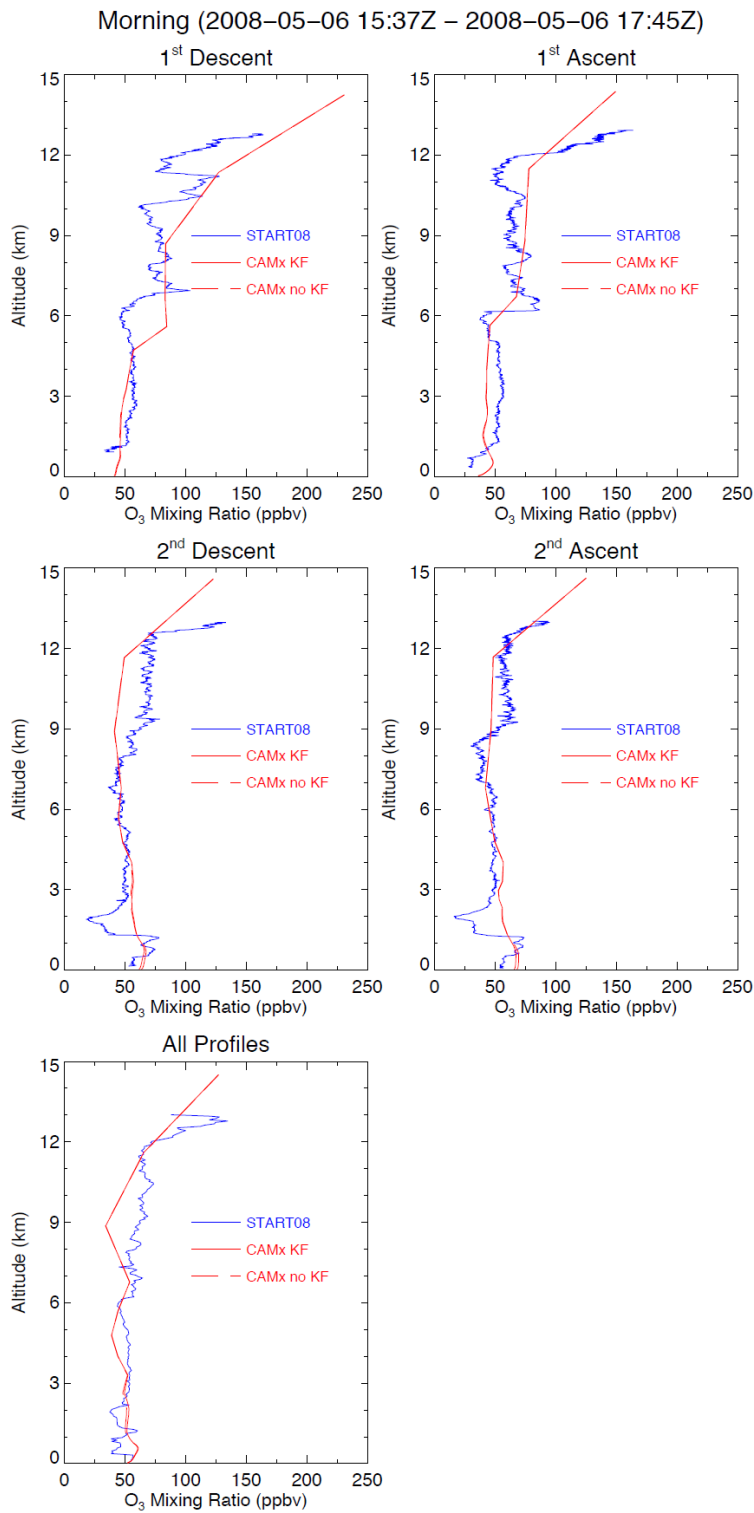 Morning (2008−05−06 15:37Z − 2008−05−06 17:45Z)
1st Descent
15
12
9
6
3
0
Altitude (km)
START08
CAMx KF
CAMx no KF
0 50 100 150 200 250
O3 Mixing Ratio (ppbv)
1st Ascent
15
12
9
6
3
0
Altitude (km)
START08
CAMx KF
CAMx no KF
0 50 100 150 200 250
O3 Mixing Ratio (ppbv)
2nd Descent
15
12
9
6
3
0
Altitude (km)
START08
CAMx KF
CAMx no KF
0 50 100 150 200 250
O3 Mixing Ratio (ppbv)
2nd Ascent
15
12
9
6
3
0
Altitude (km)
START08
CAMx KF
CAMx no KF
0 50 100 150 200 250
O3 Mixing Ratio (ppbv)
All Profiles
15
12
9
6
3
0
Altitude (km)
START08
CAMx KF
CAMx no KF
0 50 100 150 200 250
O3 Mixing Ratio (ppbv)